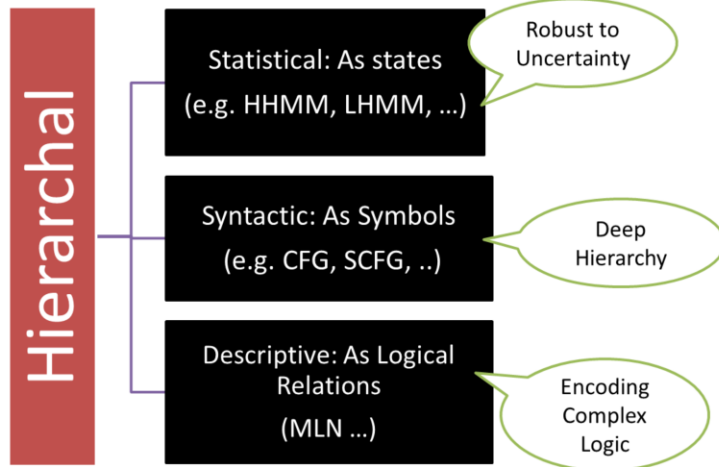 Hierarchal
Statistical: As states
(e.g. HHMM, LHMM, …)
Robust to
Uncertainty
Syntactic: As Symbols
(e.g. CFG, SCFG, ..)
Deep
Hierarchy
Descriptive: As Logical
Relations
(MLN …)
Encoding
Complex
Logic